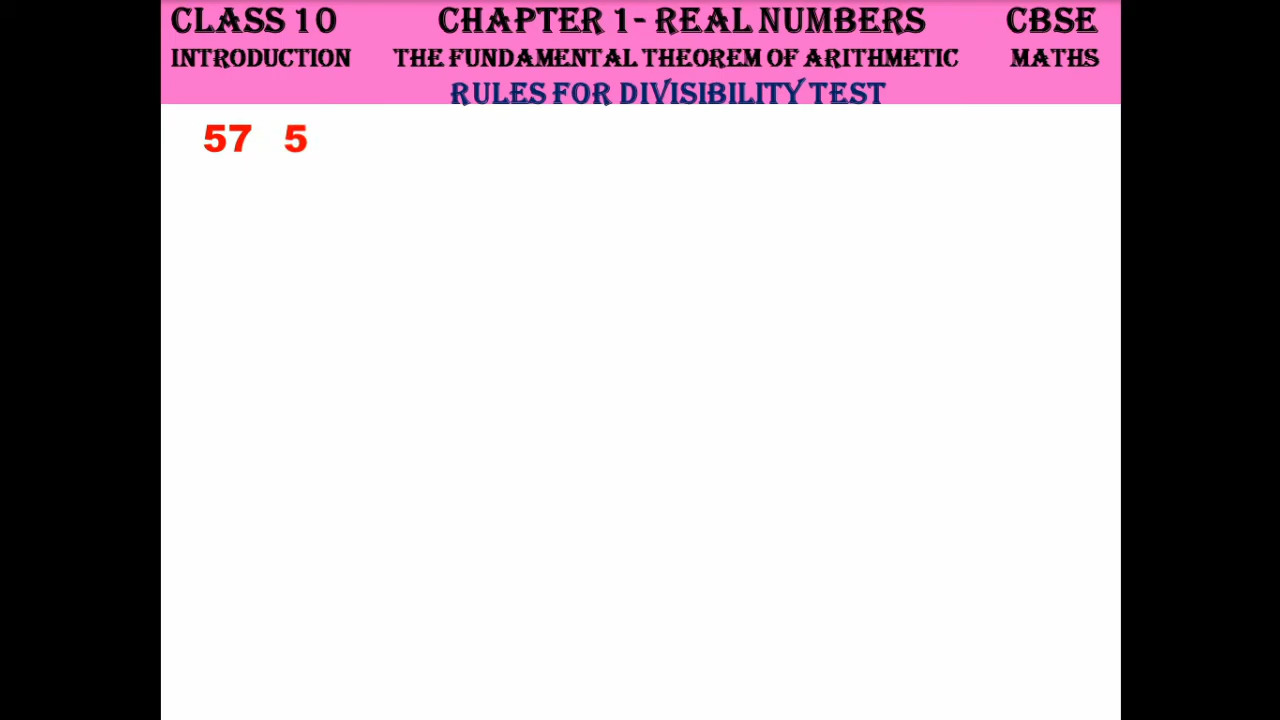 CLASS 10 CHAPTER 1- REAL NUMBERS CBSE
INTRODUCTION THE FUNDAMENTAL THEOREM OF ARITHMETIC MATHS
RULES FOR DIVISIBILITY TEST
57 5